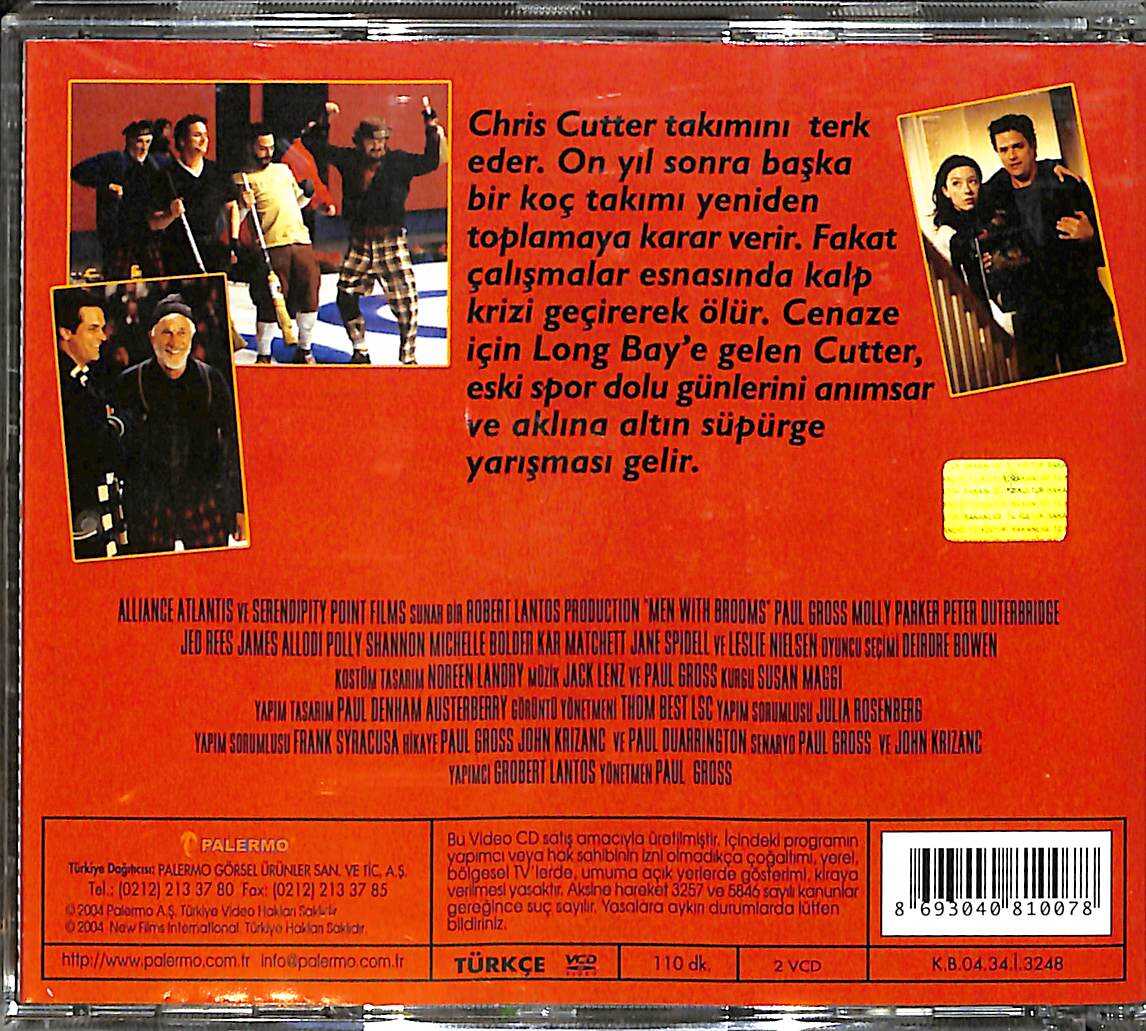 Chris Cutter takımını terk
eder. On yıl sonra başka
bir koç takımı yeniden
toplamaya karar verir. Fakat
çalışmalar esnasında kalp
krizi geçirerek ölür. Cenaze
için Long Bay'e gelen Cutter,
eski spor dolu günlerini anımsar
ve aklına altın süpürge
yarışması gelir.
ALLIANCE ATLANTIS VE SERENDIPITY POINT FILMS SUNAR BIR ROBERT LANTOS PRODUCTION "MEN WITH BROOMS" PAUL GROSS MOLLY PARKER PETER OUTERBRIDGE
JED REES JAMES ALLODI POLLY SHANNON MICHELLE BOLDER KAR MATCHETT JANE SPIDELL VE LESLIE NIELSEN OYUNCU SEÇİMİ DEIRDRE BOWEN
KOSTÜM TASARIM NOREEN LANDRY MÜZİK JACK LENZ VE PAUL GROSS KURGU SUSAN MAGGI
YAPIM TASARIM PAUL DENHAM AUSTERBERRY GÖRÜNTÜ YÖNETMENİ THOM BEST LSC YAPIM SORUMLUSU JULIA ROSENBERG
YAPIM SORUMLUSU FRANK SYRACUSA HİKAYE PAUL GROSS JOHN KRIZANC VE PAUL QUARRINGTON SENARYO PAUL GROSS VE JOHN KRIZANC
YAPIMCI GROBERT LANTOS YÖNETMEN PAUL GROSS
PALERMO
Türkiye Dağıtıcısı: PALERMO GÖRSEL ÜRÜNLER SAN. VE TİC. A.Ş.
Tel.: (0212) 213 37 80 Fax: (0212) 213 37 85
© 2004 Palermo A.Ş. Türkiye Video Hakları Saklıdır
© 2004 New Films International Türkiye Hakları Saklıdır
http://www.palermo.com.tr info@palermo.com.tr
Bu Video CD satış amacıyla üretilmiştir. İçindeki programın
yapımcı veya hak sahibinin izni olmadıkça çoğaltımı, yerel,
bölgesel TV'lerde, umuma açık yerlerde gösterimi, kiraya
verilmesi yasaktır. Aksine hareket 3257 ve 5846 sayılı kanunlar
gereğince suç sayılır. Yasalara aykırı durumlarda lütfen
bildiriniz.
8 693040 810078
TÜRKÇE VCD VIDEO 110 dk. 2 VCD K.B.04.34.İ.3248